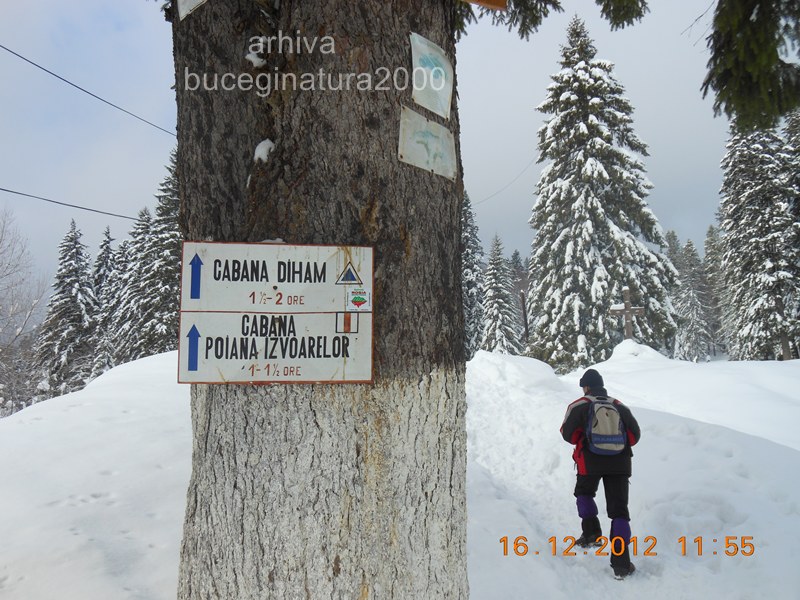 arhiva
buceginatura2000
CABANA DIHAM
1½-2 ORE
CABANA
POIANA IZVOARELOR
1-1½ ORE
16.12.2012 11:55